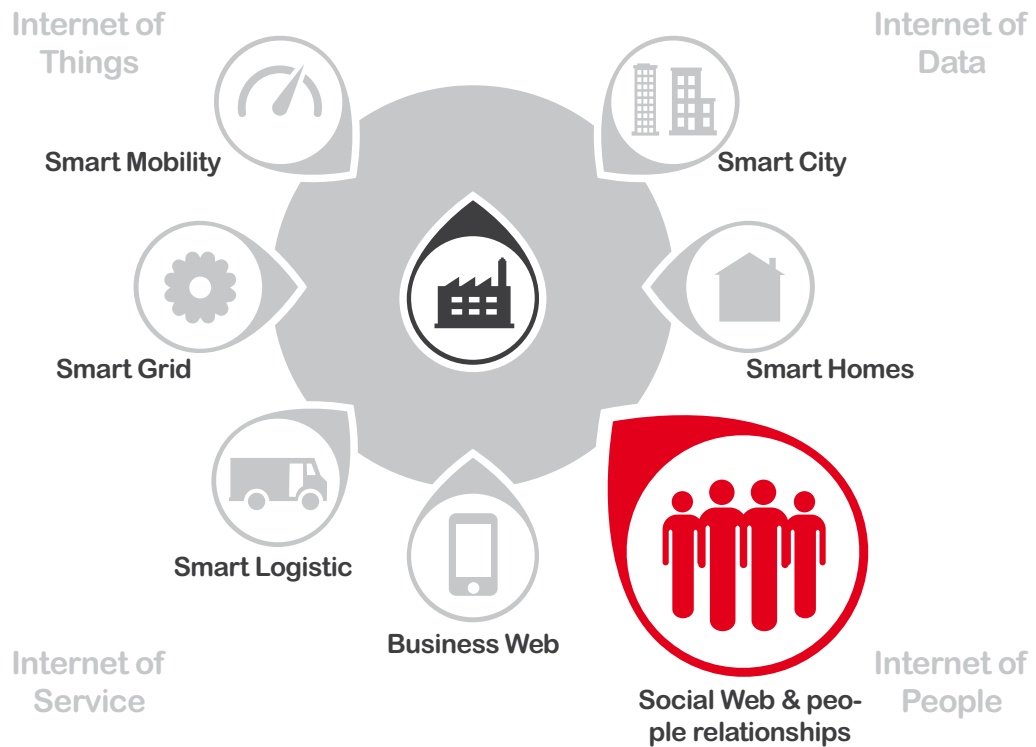 Internet of
Things
Internet of
Data
Smart Mobility
Smart City
Smart Grid
Smart Homes
Smart Logistic
Business Web
Internet of
Service
Social Web & peo-
ple relationships
Internet of
People